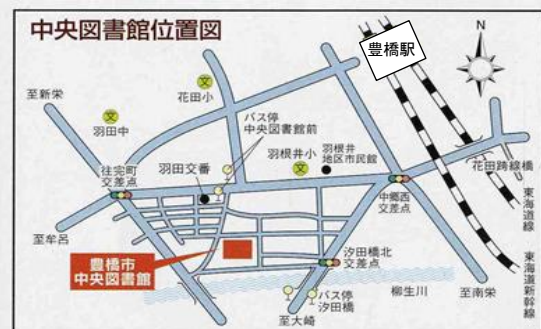 中央図書館位置図
豊橋駅
N
至新栄
文
花田小
文
羽田中
バス停
中央図書館前
羽根井
地区市民館
羽根井小
文
花田跨線橋
往完町
交差点
羽田交番
中郷西
交差点
東海道線
至牟呂
豊橋市
中央図書館
汐田橋北
交差点
東海道新幹線
柳生川
至南栄
バス停
汐田橋
至大崎